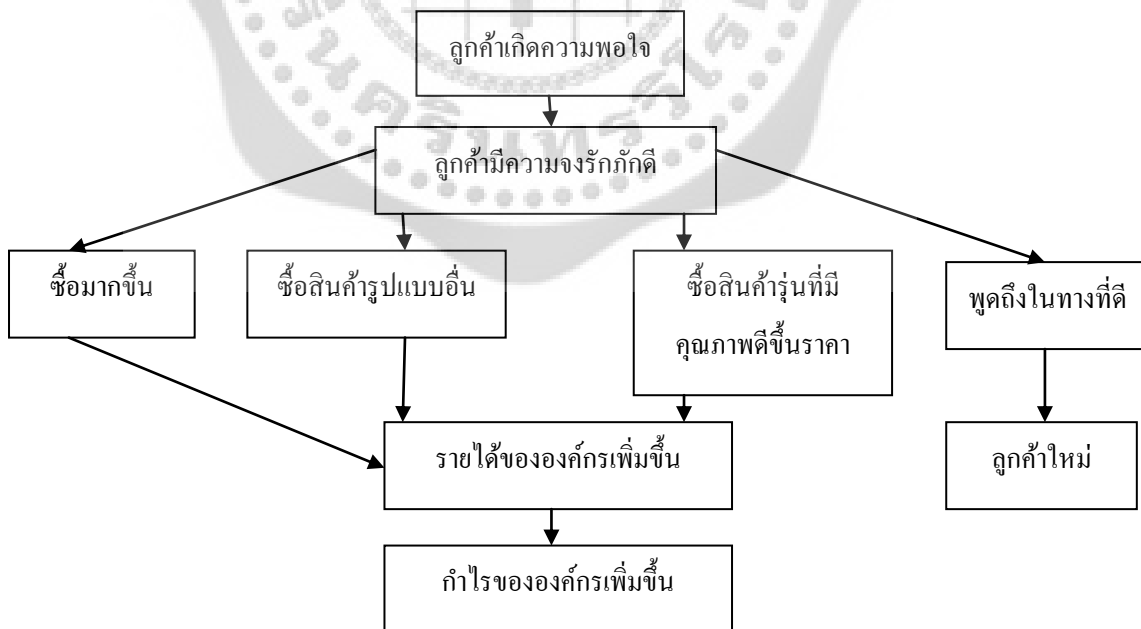 ลูกค้าเกิดความพอใจ
ลูกค้ามีความจงรักภักดี
ซื้อมากขึ้น
ซื้อสินค้ารูปแบบอื่น
ซื้อสินค้ารุ่นที่มี
คุณภาพดีขึ้นราคา
พูดถึงในทางที่ดี
รายได้ขององค์กรเพิ่มขึ้น
ลูกค้าใหม่
กำไรขององค์กรเพิ่มขึ้น